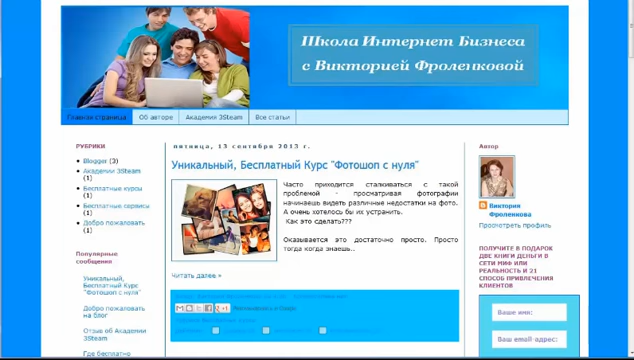 Школа Интернет Бизнеса
с Викторией Фроленковой
Главное страница
Об авторе
Академия 3Steam
Все статьи
РУБРИКИ
Blogger (3)
Академии 3Steam (1)
Бесплатные курсы (1)
Бесплатные сервисы (2)
Добро пожаловать (1)
Популярные сообщения
Уникальный, Бесплатный Курс "Фотошоп с нуля"
Добро пожаловать на блог
Отзыв об Академии 3Steam
Где бесплатно
пятница, 13 сентября 2013 г.
Уникальный, Бесплатный Курс "Фотошоп с нуля"
Часто приходится сталкиваться с такой
проблемой - просматривая фотографии
начинаешь видеть различные недостатки на фото.
А очень хотелось бы их устранить.
Как это сделать???
Оказывается это достаточно просто. Просто
тогда когда знаешь..
Читать далее »
Автор
Виктория
Фроленкова
Просмотреть профиль
ПОЛУЧИТЕ В ПОДАРОК
ДВЕ КНИГИ ДЕНЬГИ В
СЕТИ МИФ ИЛИ
РЕАЛЬНОСТЬ И 21
СПОСОБ ПРИВЛЕЧЕНИЯ
КЛИЕНТОВ
Ваше имя:
Ваш email-адрес: